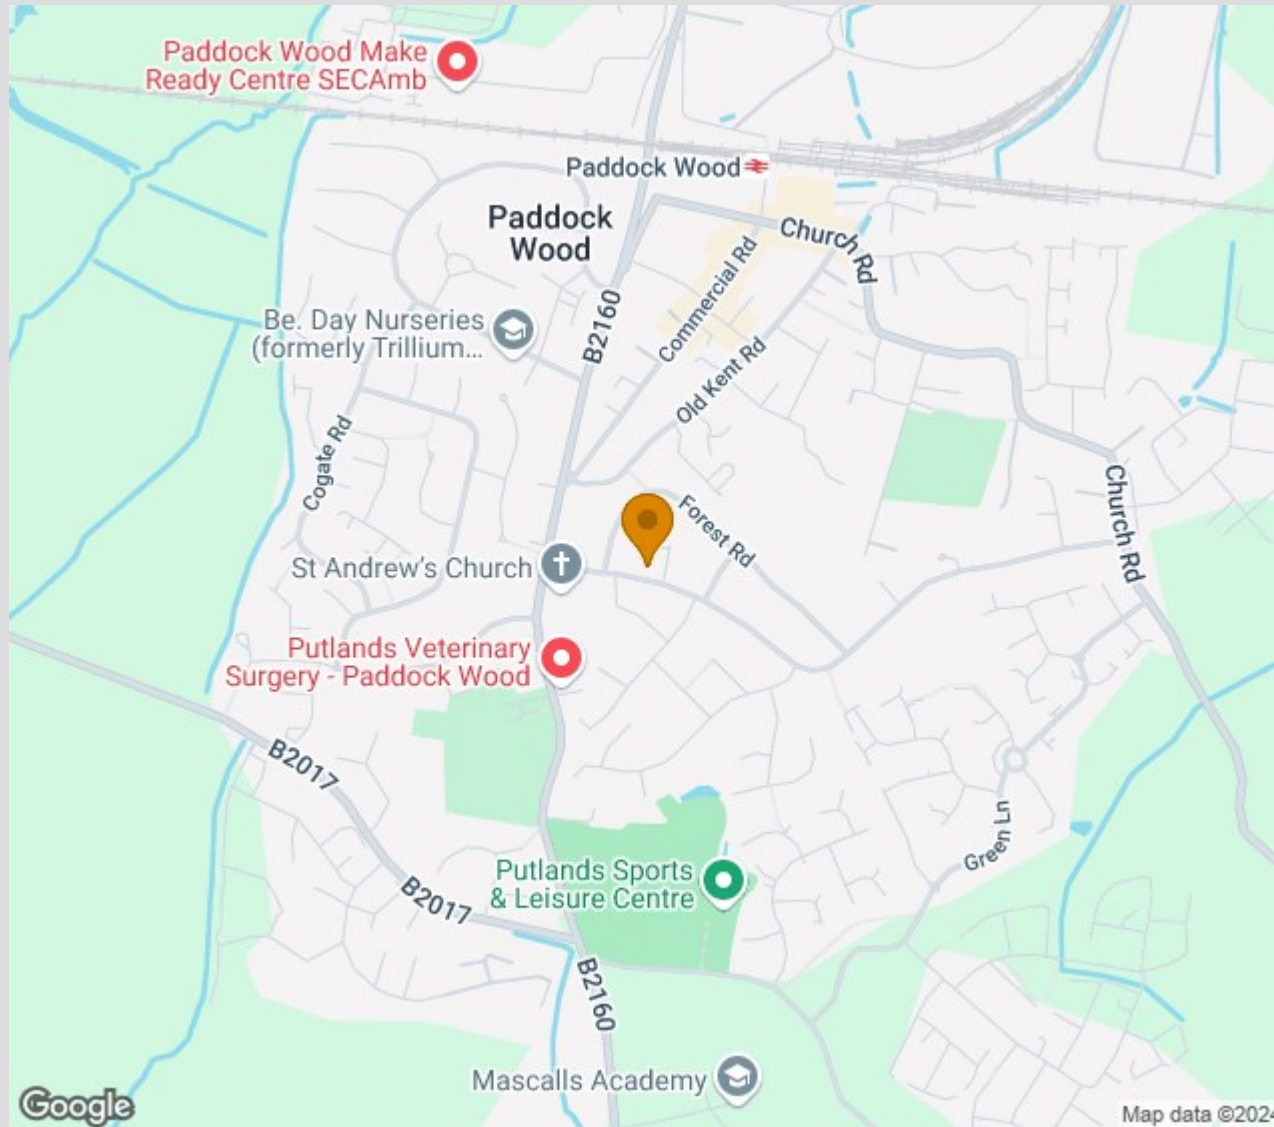 Paddock Wood Make
Ready Centre SECAmb
Paddock Wood
Paddock
Wood
Church Rd
Commercial Rd
B2160
Be. Day Nurseries
(formerly Trillium...
Old Kent Rd
Cogate Rd
Church Rd
Forest Rd
St Andrew's Church
Putlands Veterinary
Surgery - Paddock Wood
B2017
Green Ln
Putlands Sports
& Leisure Centre
B2017
B2160
Mascalls Academy
Google
Map data ©2024